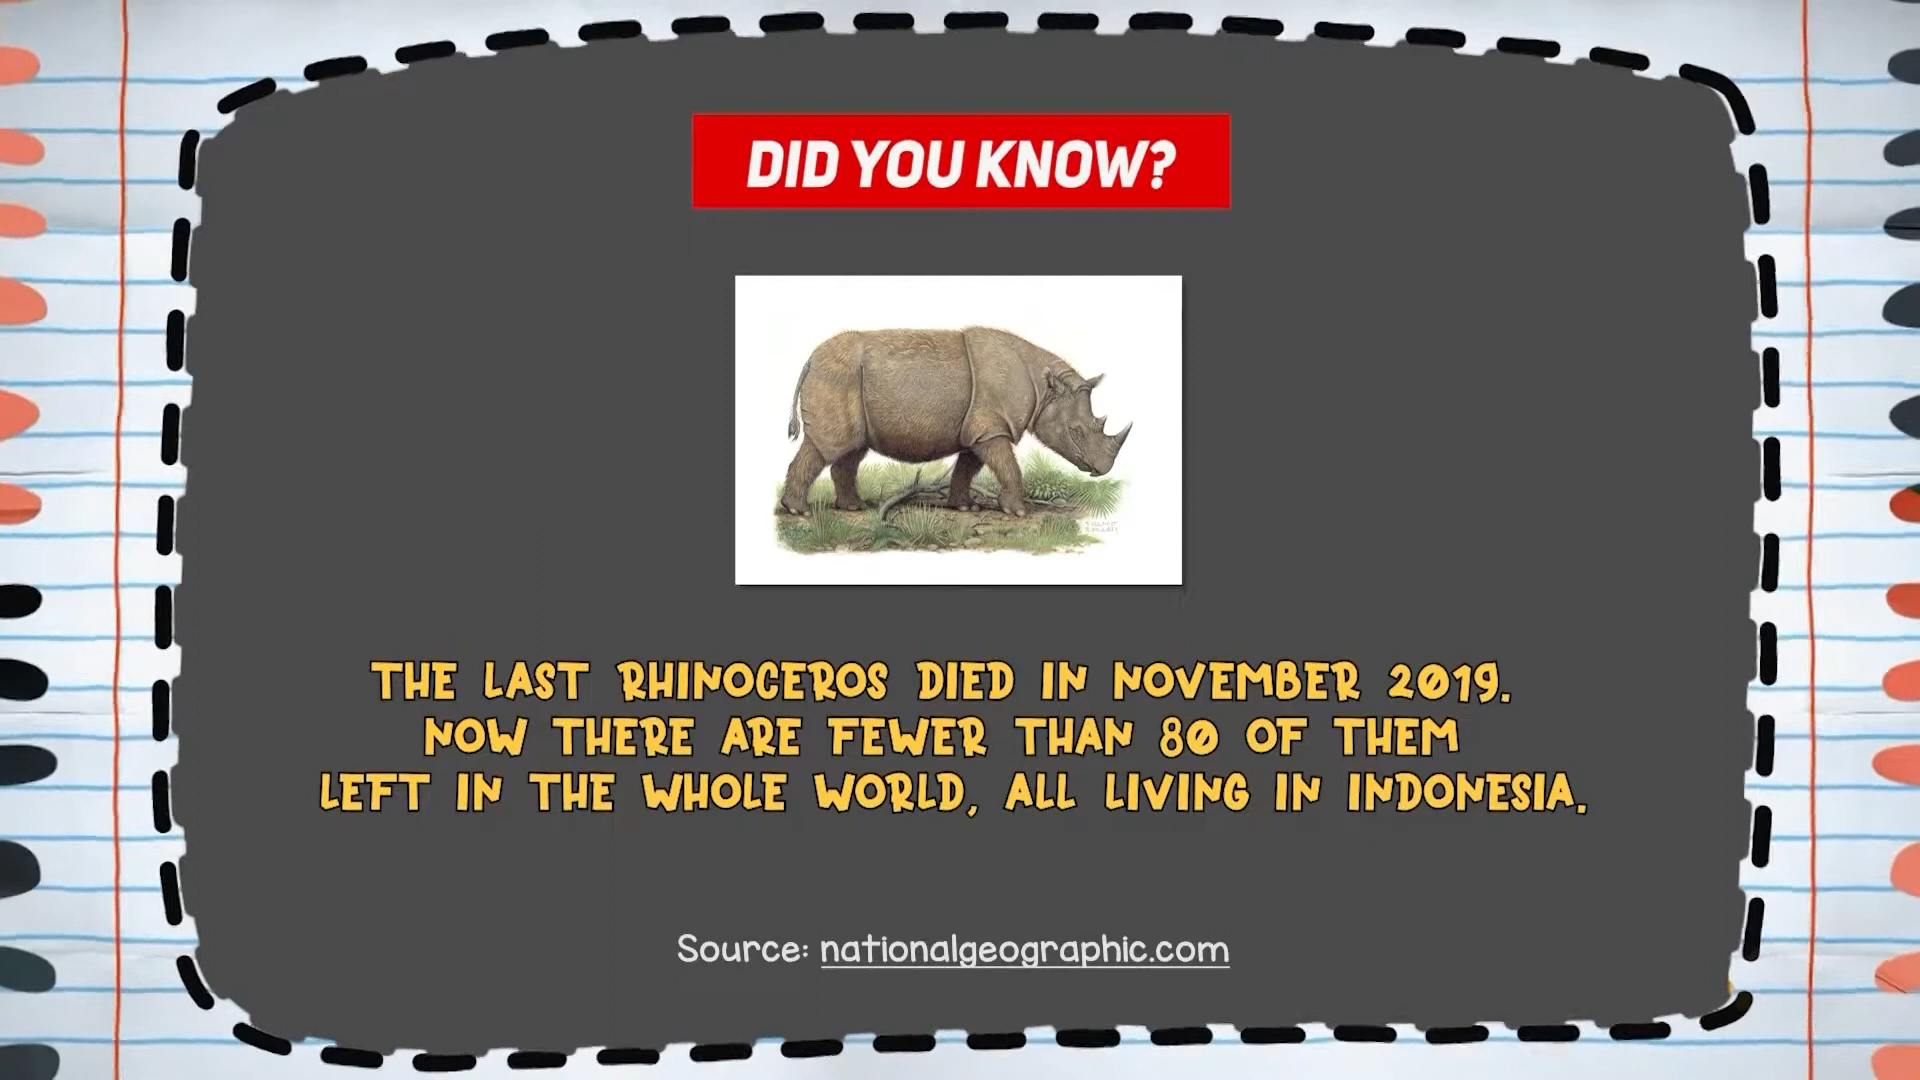 DID YOU KNOW?
THE LAST RHINOCEROS DIED IN NOVEMBER 2019.
NOW THERE ARE FEWER THAN 80 OF THEM
LEFT IN THE WHOLE WORLD, ALL LIVING IN INDONESIA.
Source: nationalgeographic.com